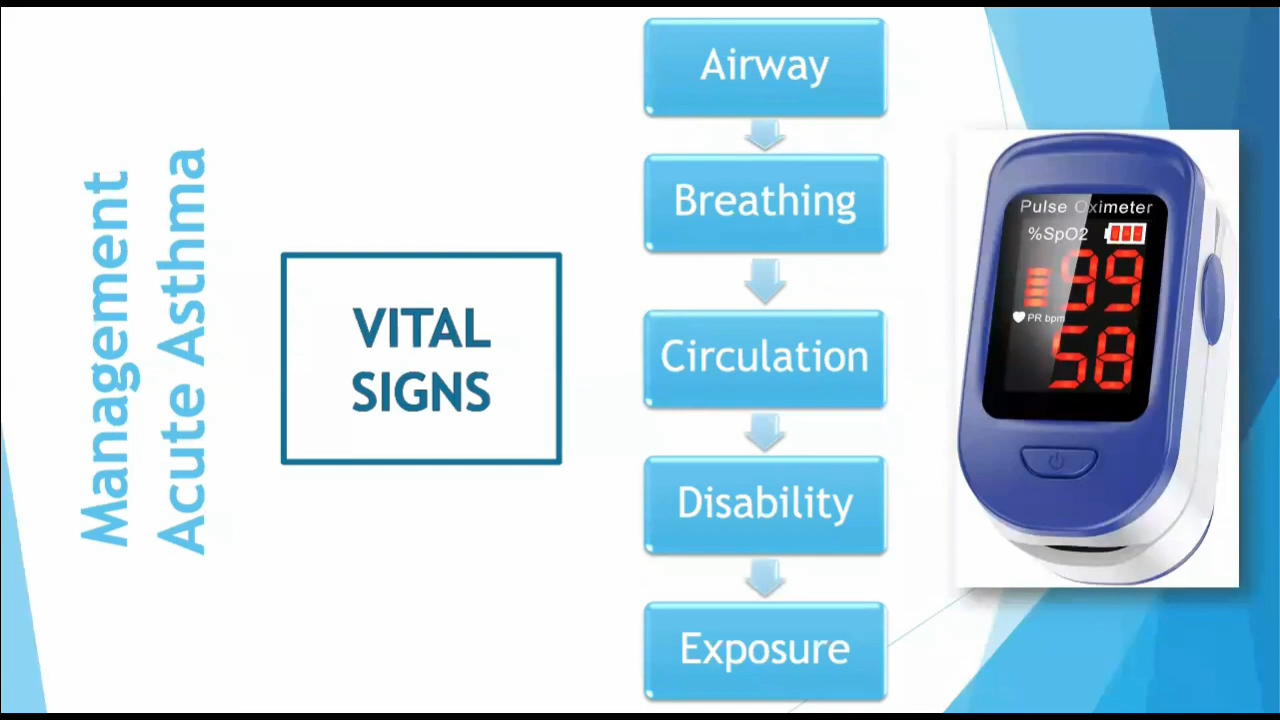 Management
Acute Asthma
VITAL
SIGNS
Airway
Breathing
Circulation
Disability
Exposure
Pulse Oximeter
%SpO2
99
PR bpm
58